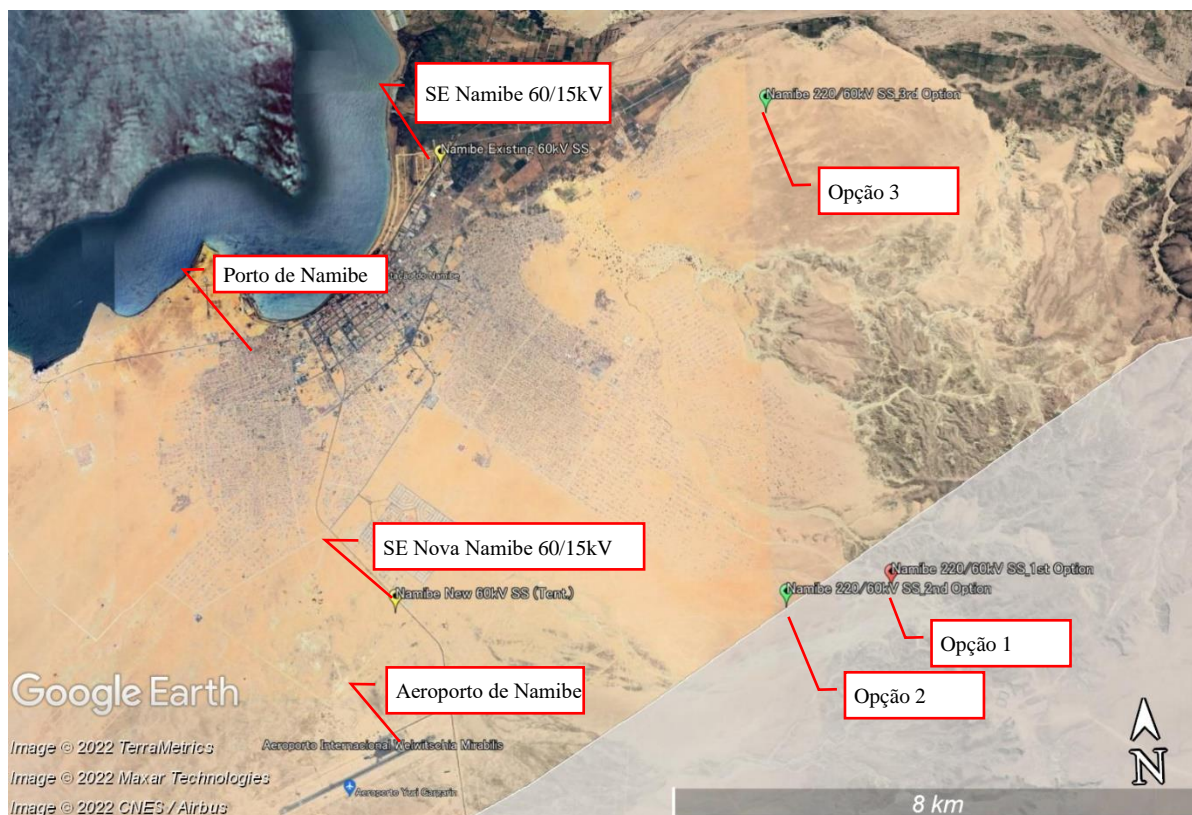 SE Namibe 60/15kV
Namibe 220/60kV SS_3rd Option
Namibe Existing 60kV SS
Opção 3
Porto de Namibe
SE Nova Namibe 60/15kV
Namibe 220/60kV SS_1st Option
Namibe New 60kV SS (Tent.)
Namibe 220/60kV SS_2nd Option
Opção 1
Google Earth
Aeroporto de Namibe
Opção 2
Image © 2022 TerraMetrics
Aeroporto Internacional Welwitschia Mirabilis
Image © 2022 Maxar Technologies
Aeroporto Yuri Gagarin
Image © 2022 CNES / Airbus
8 km
N